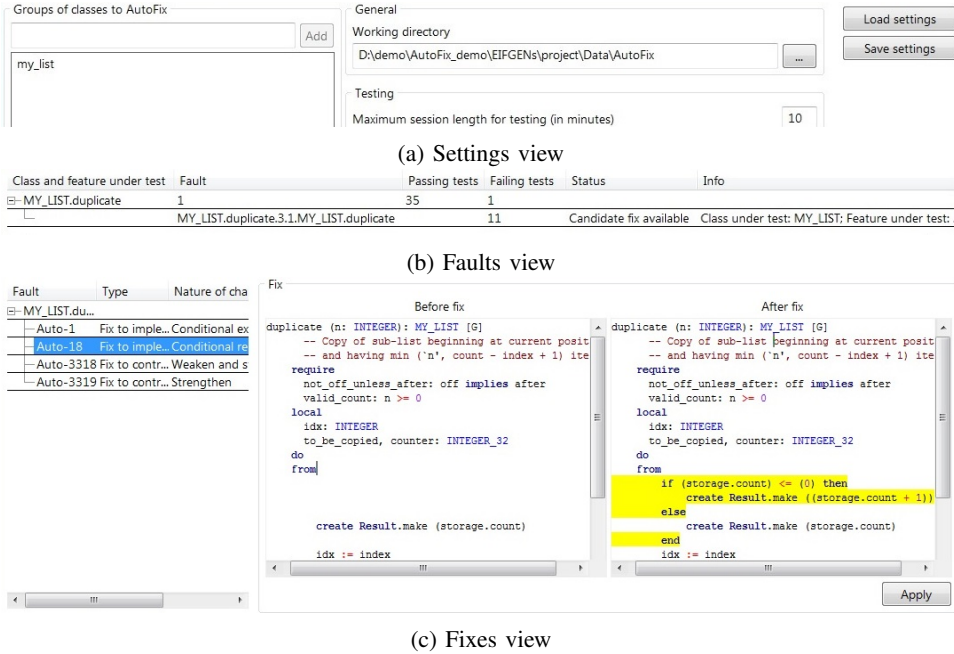 Groups of classes to AutoFix
Add
my_list
General
Working directory
D:\demo\AutoFix_demo\EIFGENs\project\Data\AutoFix
...
Testing
Maximum session length for testing (in minutes) 10
Load settings
Save settings
(a) Settings view
Class and feature under test Fault Passing tests Failing tests Status Info
MY_LIST.duplicate 1 35 1
MY_LIST.duplicate.3.1.MY_LIST.duplicate 11 Candidate fix available Class under test: MY_LIST; Feature under test:
(b) Faults view
Fault Type Nature of cha
MY_LIST.du...
Auto-1 Fix to imple... Conditional ex
Auto-18 Fix to imple... Conditional re
Auto-3318 Fix to contr... Weaken and s
Auto-3319 Fix to contr... Strengthen
Fix
Before fix
duplicate (n: INTEGER): MY_LIST [G]
-- Copy of sub-list beginning at current posit
-- and having min (`n', count - index + 1) ite
require
not_off_unless_after: off implies after
valid_count: n >= 0
local
idx: INTEGER
to_be_copied, counter: INTEGER_32
do
from
create Result.make (storage.count)
idx := index
After fix
duplicate (n: INTEGER): MY_LIST [G]
-- Copy of sub-list beginning at current posit
-- and having min (`n', count - index + 1) ite
require
not_off_unless_after: off implies after
valid_count: n >= 0
local
idx: INTEGER
to_be_copied, counter: INTEGER_32
do
from
if (storage.count) <= (0) then
create Result.make ((storage.count + 1))
else
create Result.make (storage.count)
end
idx := index
Apply
(c) Fixes view